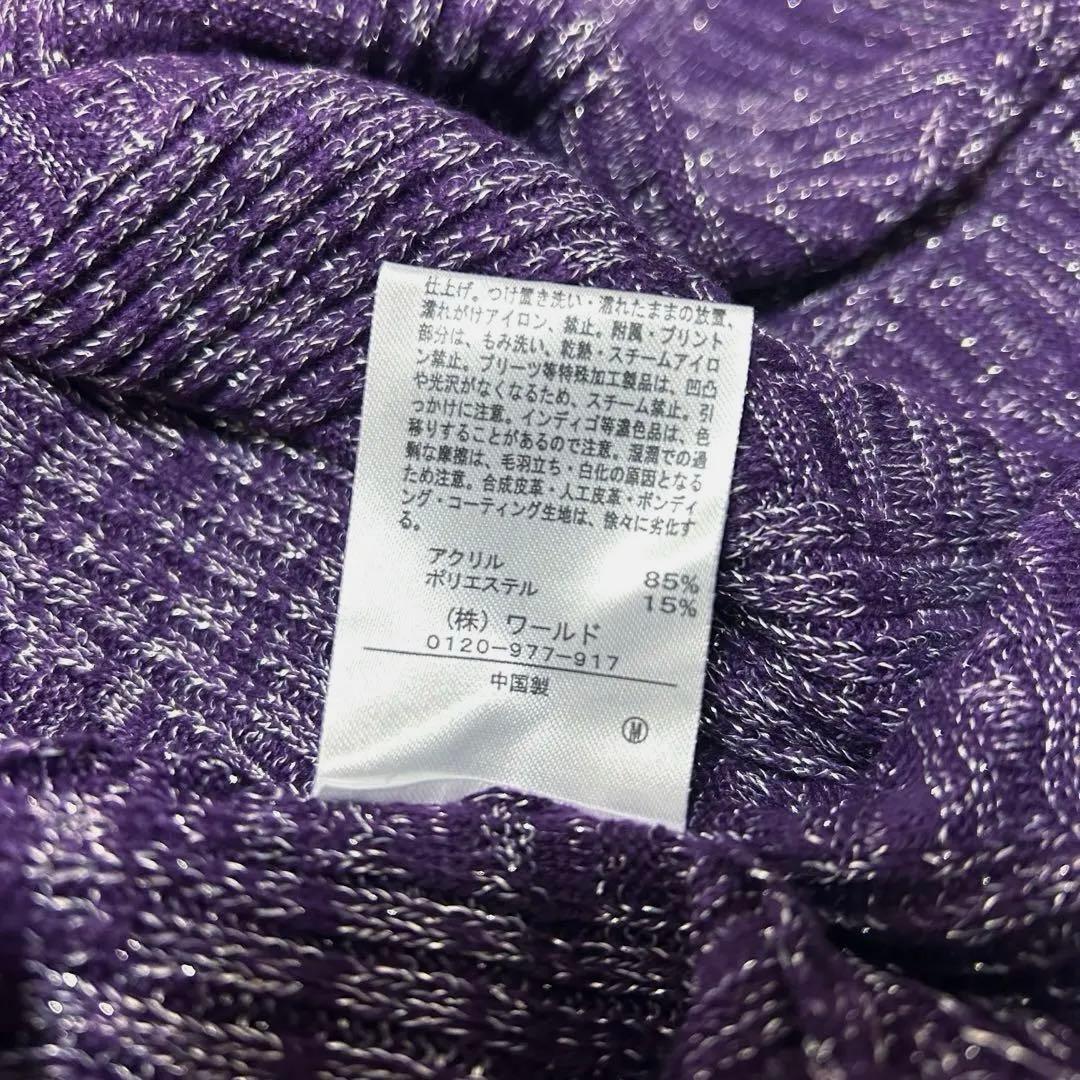 仕上げ。つけ置き洗い・濡れたままの放置、
濡れがけアイロン、禁止。粉風・プリント
部分は、もみ洗い、乾熱・スチームアイロ
ン禁止。プリーツ等特殊加工製品は、凹凸
や光沢がなくなるため、スチーム禁止。引
っかけに注意。インディゴ等濃色品は、色
移りすることがあるので注意。湿潤での過
剰な摩擦は、毛羽立ち・白化の原因となる
ため注意。合成皮革・人工皮革・ボンディ
ング・コーティング生地は、徐々に劣化す
る。
アクリル 85%
ポリエステル 15%
(株)ワールド
0120-977-917
中国製
M